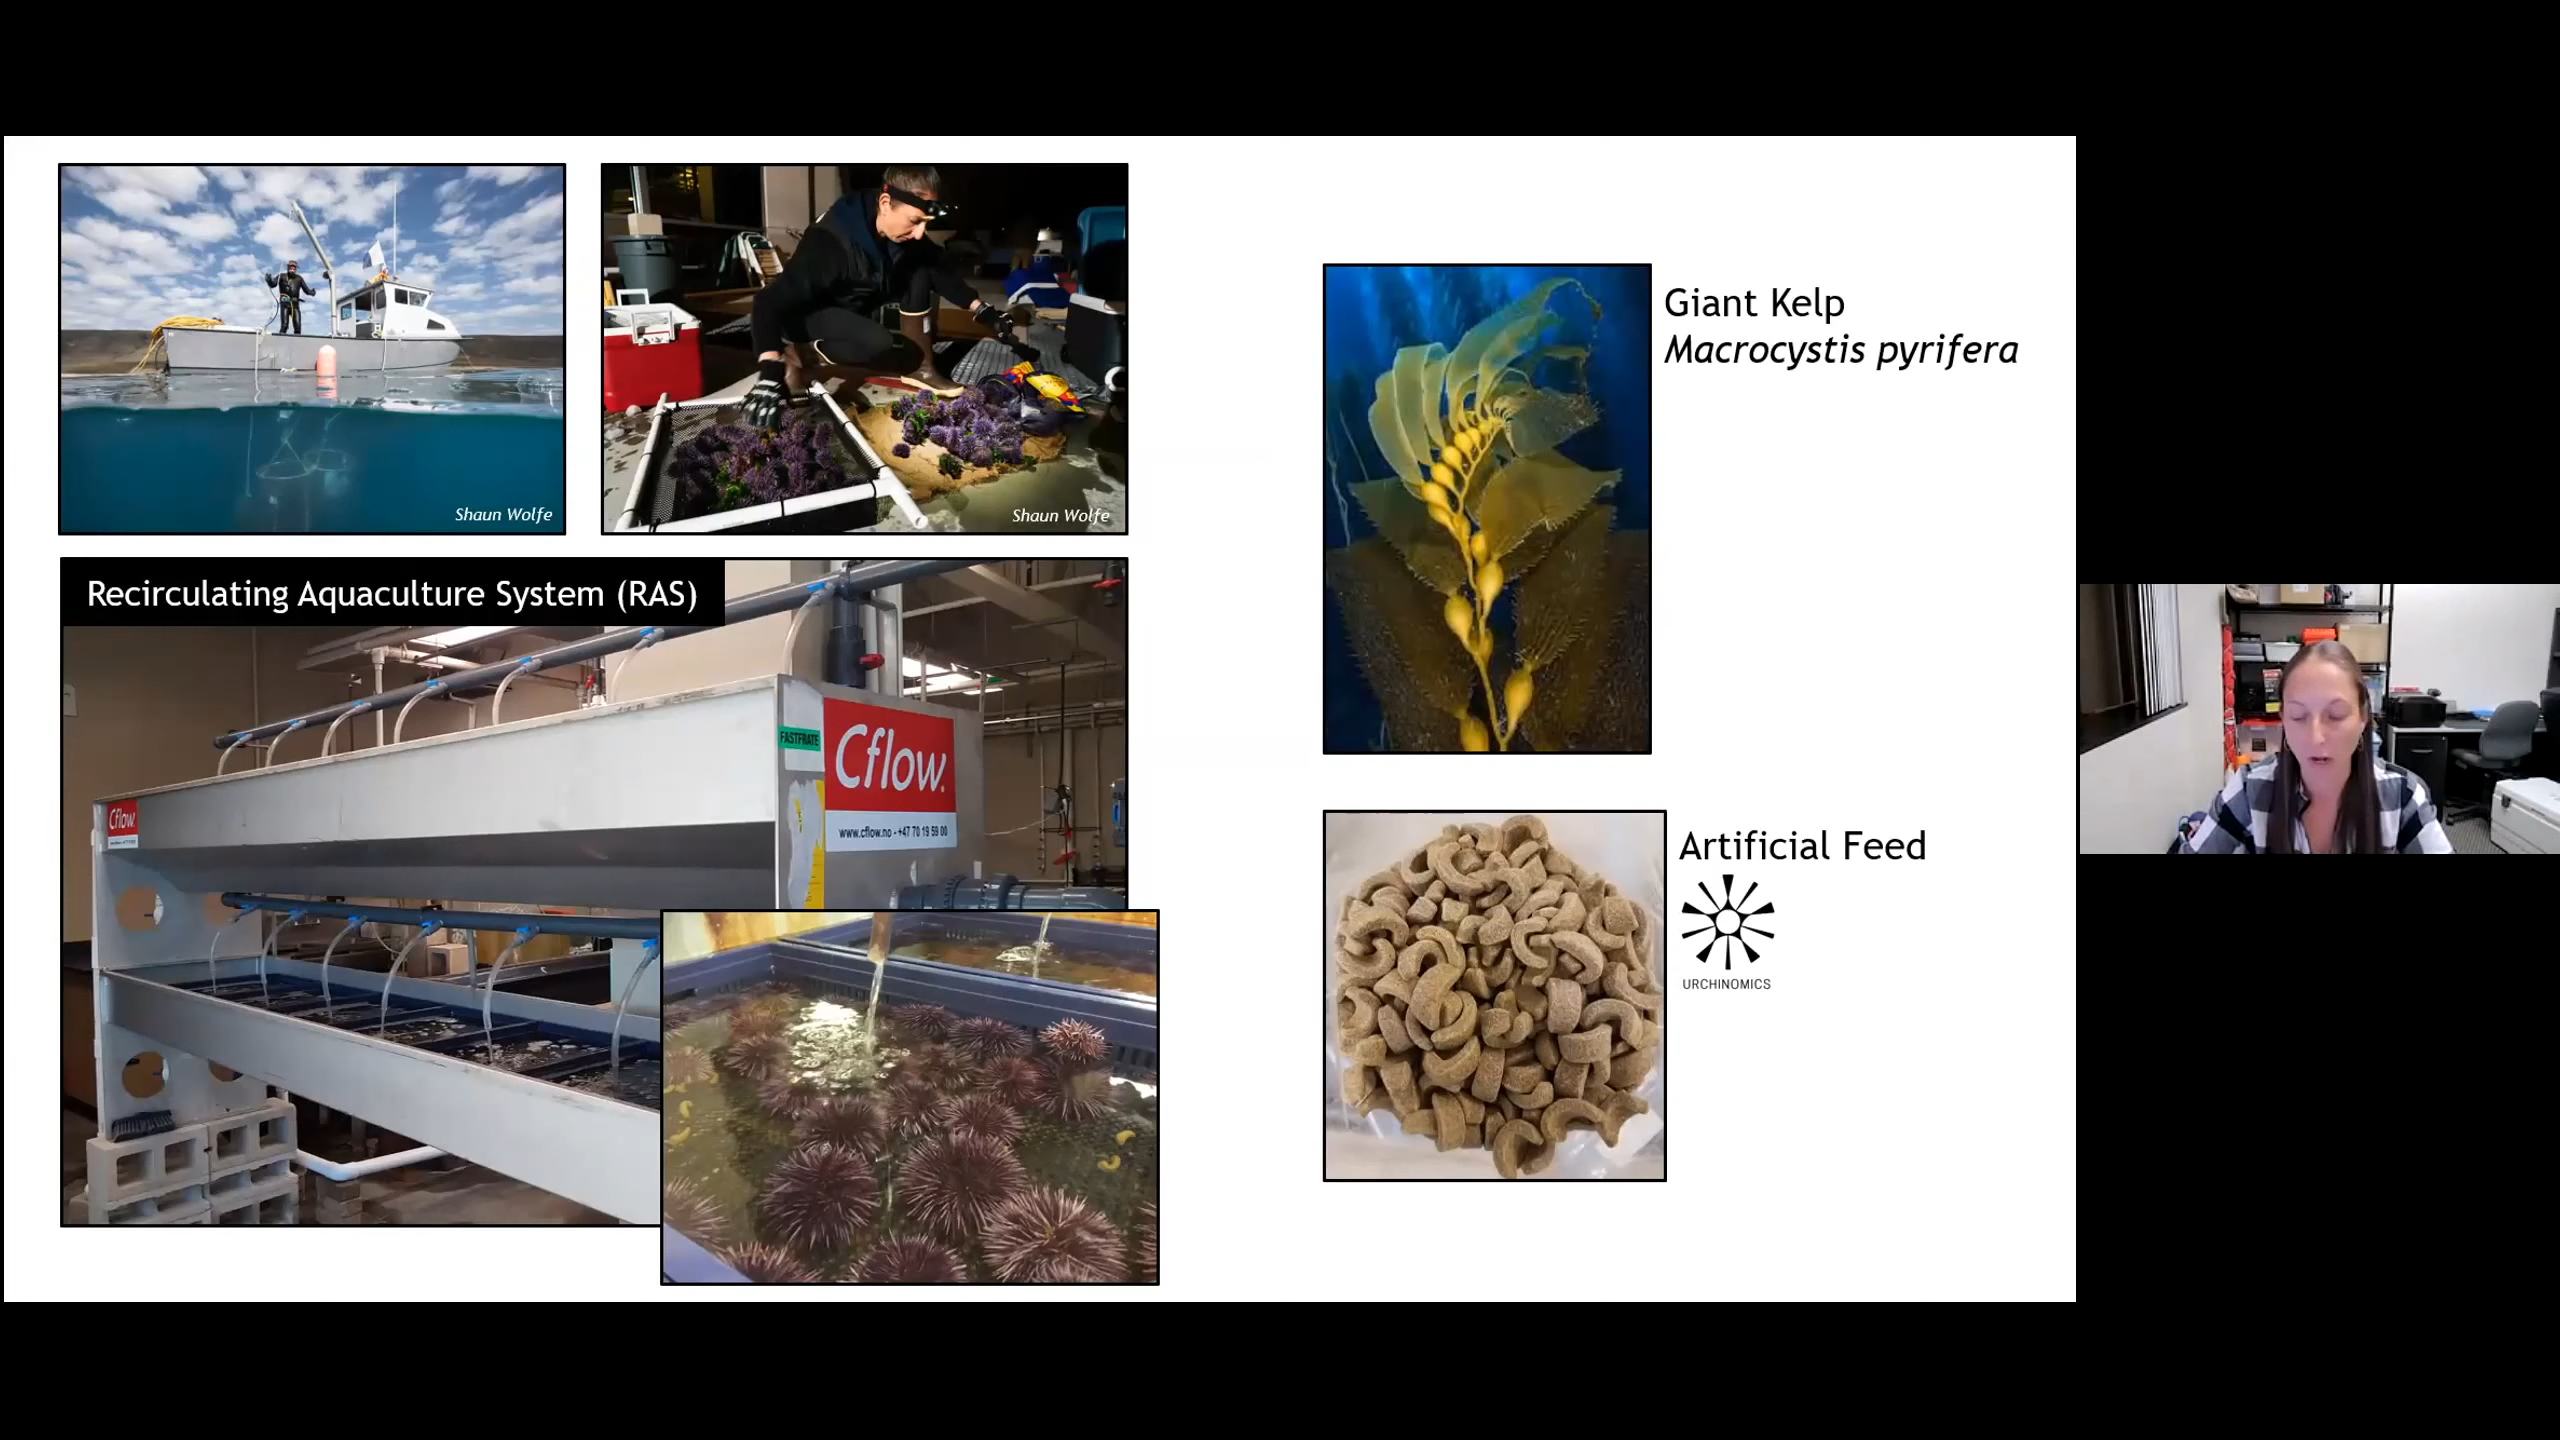 Shaun Wolfe
Shaun Wolfe
Recirculating Aquaculture System (RAS)
FASTFRATE
Cflow.
www.cflow.no - +47 70 19 59 00
Cflow.
Giant Kelp
Macrocystis pyrifera
Artificial Feed
URCHINOMICS